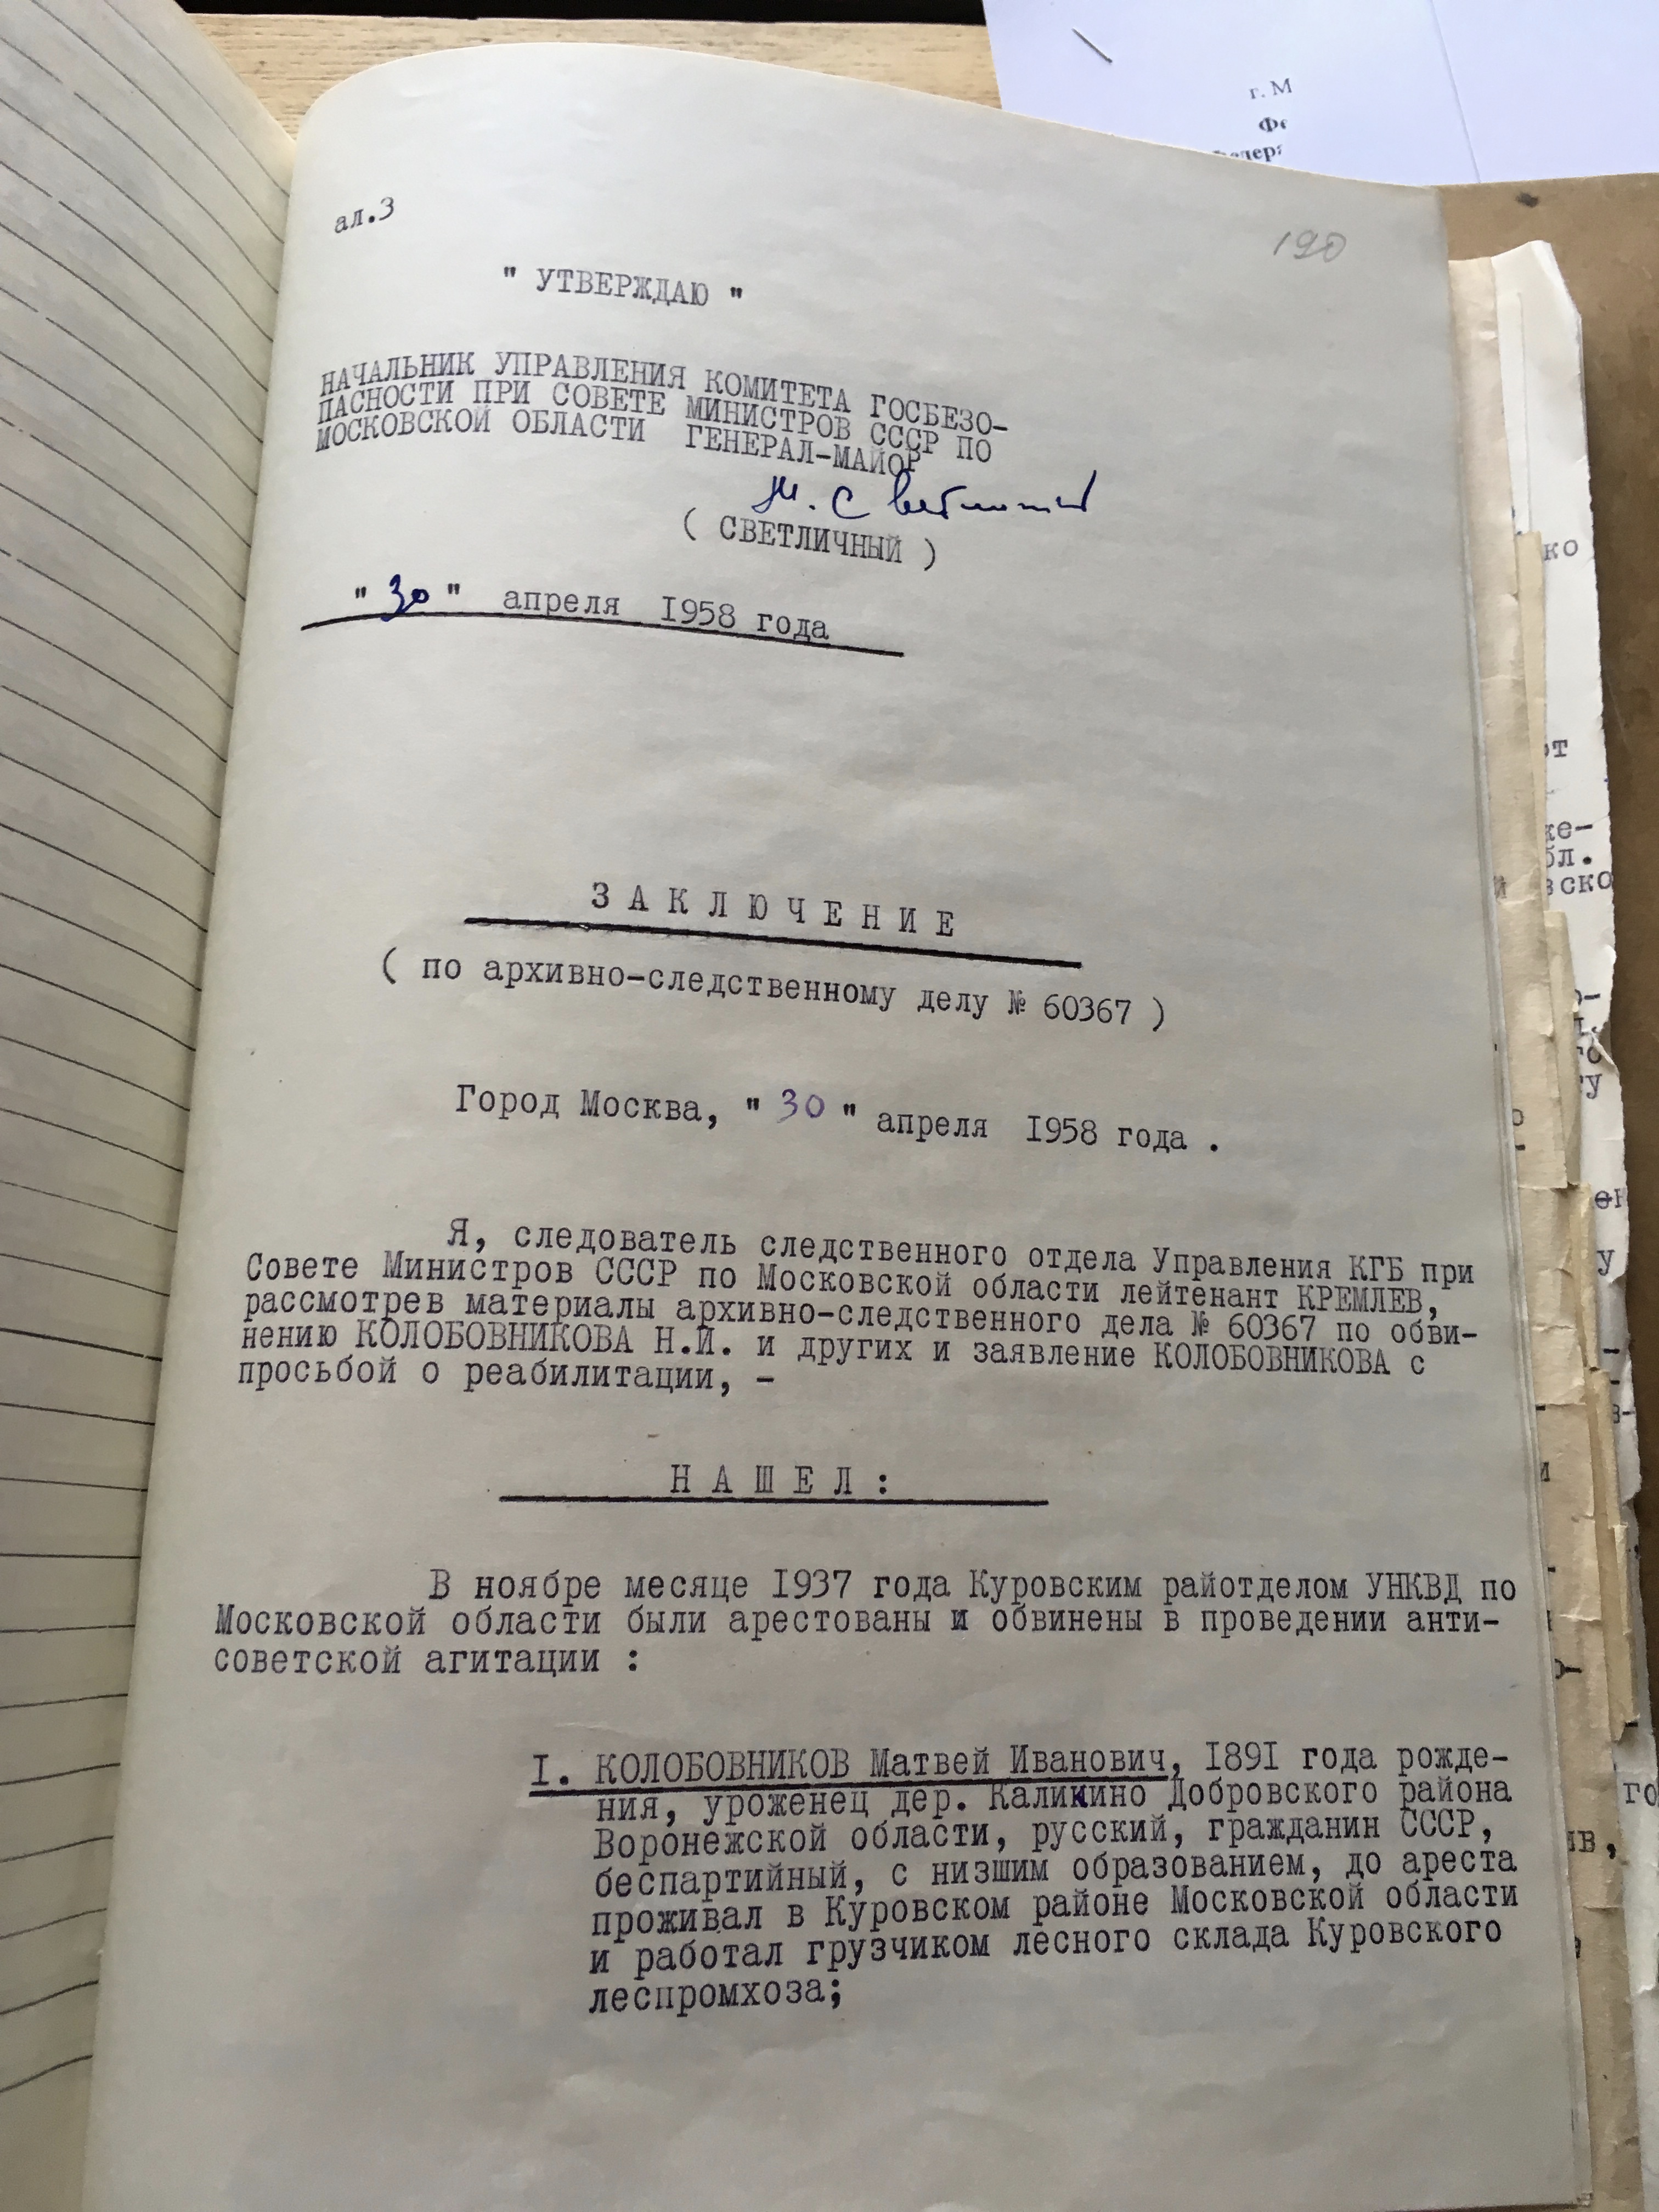 г. М
Фе
ал.3
190
" УТВЕРЖДАЮ "
НАЧАЛЬНИК УПРАВЛЕНИЯ КОМИТЕТА ГОСБЕЗО-
ПАСНОСТИ ПРИ СОВЕТЕ МИНИСТРОВ СССР ПО
МОСКОВСКОЙ ОБЛАСТИ ГЕНЕРАЛ-МАЙОР
( СВЕТЛИЧНЫЙ )
" 30 " апреля 1958 года
З А К Л Ю Ч Е Н И Е
( по архивно-следственному делу № 60367 )
Город Москва, " 30 " апреля 1958 года .
Я, следователь следственного отдела Управления КГБ при
Совете Министров СССР по Московской области лейтенант КРЕМЛЕВ,
рассмотрев материалы архивно-следственного дела № 60367 по обви-
нению КОЛОБОВНИКОВА Н.И. и других и заявление КОЛОБОВНИКОВА с
просьбой о реабилитации, -
Н А Ш Е Л :
В ноябре месяце 1937 года Куровским райотделом УНКВД по
Московской области были арестованы и обвинены в проведении анти-
советской агитации :
1. КОЛОБОВНИКОВ Матвей Иванович, 1891 года рожде-
ния, уроженец дер. Каликино Добровского района
Воронежской области, русский, гражданин СССР,
беспартийный, с низшим образованием, до ареста
проживал в Куровском районе Московской области
и работал грузчиком лесного склада Куровского
леспромхоза;